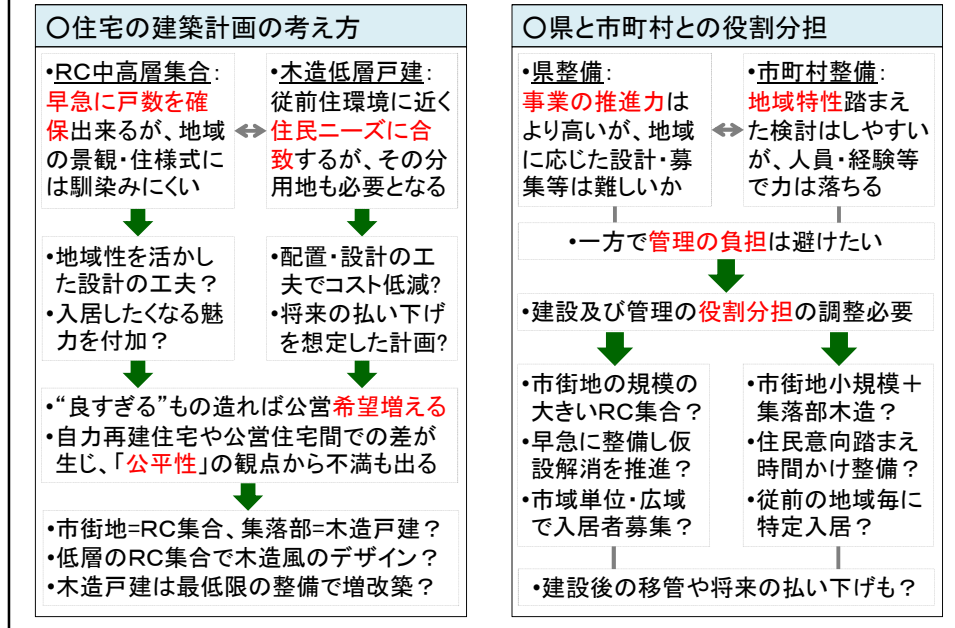 〇住宅の建築計画の考え方
•RC中高層集合:
早急に戸数を確
保出来るが、地域
の景観・住様式に
は馴染みにくい
•木造低層戸建:
従前住環境に近く
住民ニーズに合
致するが、その分
用地も必要となる
•地域性を活かし
た設計の工夫?
•入居したくなる魅
力を付加?
•配置・設計の工
夫でコスト低減?
•将来の払い下げ
を想定した計画?
•“良すぎる”もの造れば公営希望増える
•自力再建住宅や公営住宅間での差が
生じ、「公平性」の観点から不満も出る
•市街地=RC集合、集落部=木造戸建?
•低層のRC集合で木造風のデザイン?
•木造戸建は最低限の整備で増改築?
〇県と市町村との役割分担
•県整備:
事業の推進力は
より高いが、地域
に応じた設計・募
集等は難しいか
•市町村整備:
地域特性踏まえ
た検討はしやすい
が、人員・経験等
で力は落ちる
•一方で管理の負担は避けたい
•建設及び管理の役割分担の調整必要
•市街地の規模の
大きいRC集合?
•早急に整備し仮
設解消を推進?
•市域単位・広域
で入居者募集?
•市街地小規模+
集落部木造?
•住民意向踏まえ
時間かけ整備?
•従前の地域毎に
特定入居?
•建設後の移管や将来の払い下げも?